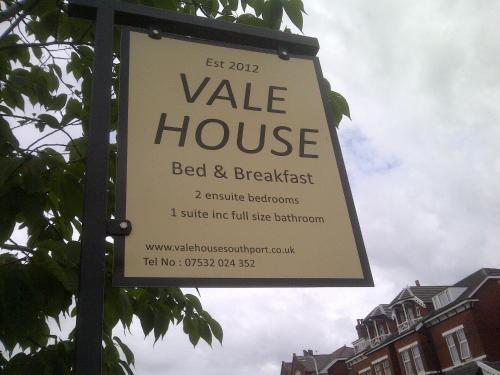 Est 2012
VALE
HOUSE
Bed & Breakfast
2 ensuite bedrooms
1 suite inc full size bathroom
www.valehousesouthport.co.uk
Tel No : 07532 024 352